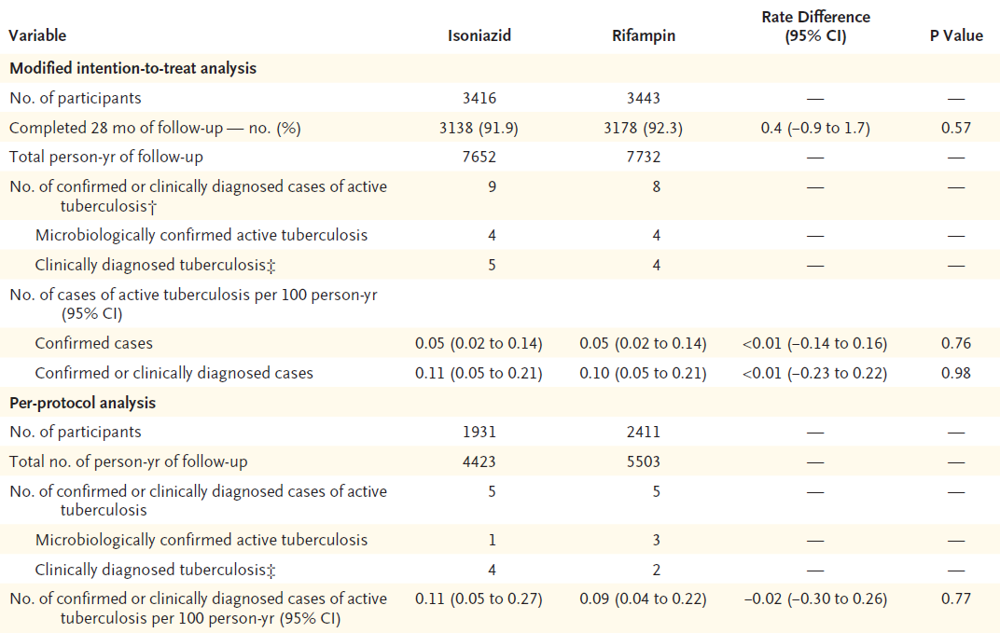 Variable Isoniazid Rifampin Rate Difference (95% CI) P Value
Modified intention-to-treat analysis
No. of participants 3416 3443 — —
Completed 28 mo of follow-up — no. (%) 3138 (91.9) 3178 (92.3) 0.4 (–0.9 to 1.7) 0.57
Total person-yr of follow-up 7652 7732 — —
No. of confirmed or clinically diagnosed cases of active 9 8 — —
tuberculosis†
Microbiologically confirmed active tuberculosis 4 4 — —
Clinically diagnosed tuberculosis‡ 5 4 — —
No. of cases of active tuberculosis per 100 person-yr
(95% CI)
Confirmed cases 0.05 (0.02 to 0.14) 0.05 (0.02 to 0.14) <0.01 (–0.14 to 0.16) 0.76
Confirmed or clinically diagnosed cases 0.11 (0.05 to 0.21) 0.10 (0.05 to 0.21) <0.01 (–0.23 to 0.22) 0.98
Per-protocol analysis
No. of participants 1931 2411 — —
Total no. of person-yr of follow-up 4423 5503 — —
No. of confirmed or clinically diagnosed cases of active 5 5 — —
tuberculosis
Microbiologically confirmed active tuberculosis 1 3 — —
Clinically diagnosed tuberculosis‡ 4 2 — —
No. of confirmed or clinically diagnosed cases of active 0.11 (0.05 to 0.27) 0.09 (0.04 to 0.22) –0.02 (–0.30 to 0.26) 0.77
tuberculosis per 100 person-yr (95% CI)